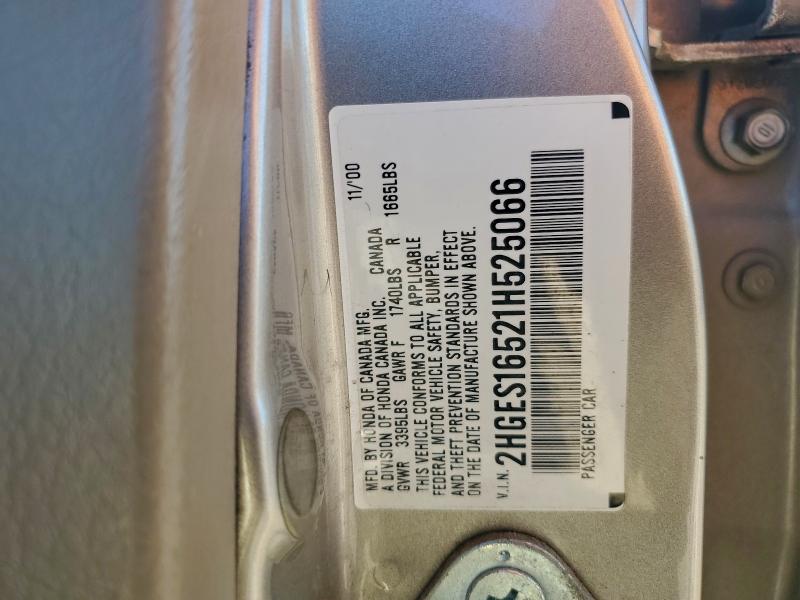 11/'00
MFD. BY HONDA OF CANADA MFG.
A DIVISION OF HONDA CANADA INC. CANADA
GVWR 3395LBS GAWR F 1740LBS R 1665LBS
THIS VEHICLE CONFORMS TO ALL APPLICABLE
FEDERAL MOTOR VEHICLE SAFETY, BUMPER,
AND THEFT PREVENTION STANDARDS IN EFFECT
ON THE DATE OF MANUFACTURE SHOWN ABOVE.
V.I.N. 2HGES16521H525066
PASSENGER CAR